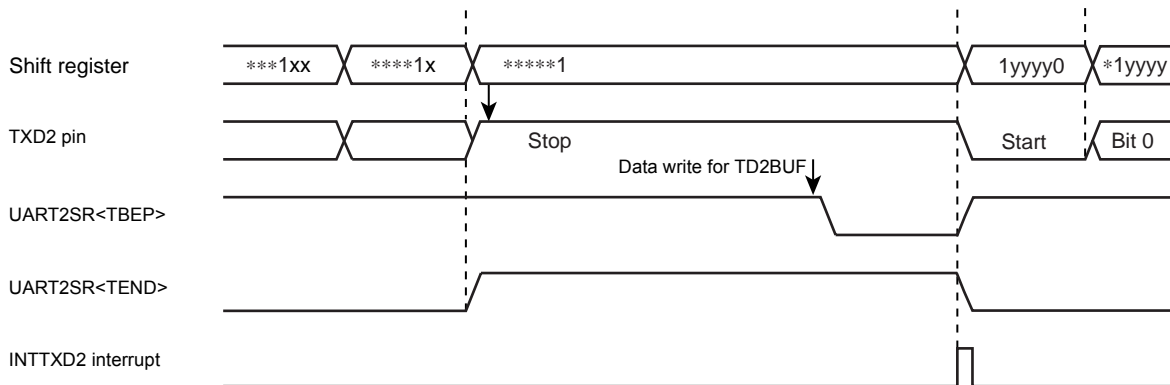 Shift register ***1xx ****1x *****1 1yyyy0 *1yyyy
TXD2 pin Stop Start Bit 0
Data write for TD2BUF
UART2SR<TBEP>
UART2SR<TEND>
INTTXD2 interrupt